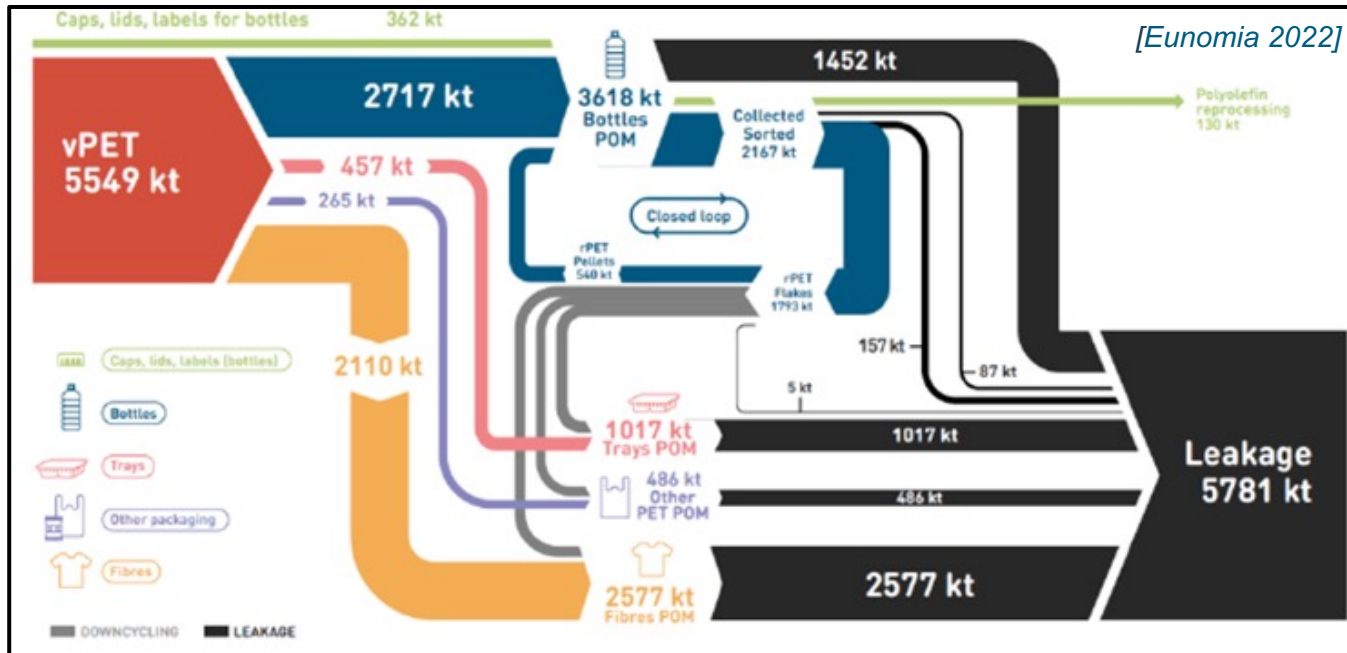 Caps, lids, labels for bottles 362 kt
[Eunomia 2022]
1452 kt
2717 kt
3618 kt
Bottles
POM
Collected
Sorted
2167 kt
Polyolefin
reprocessing
130 kt
vPET
5549 kt
457 kt
265 kt
Closed loop
rPET
Pellets
540 kt
rPET
Flakes
1793 kt
2110 kt
157 kt
87 kt
5 kt
Caps, lids, labels (bottles)
Bottles
Trays
Other packaging
Fibres
1017 kt
Trays POM
1017 kt
486 kt
Other
PET POM
486 kt
Leakage
5781 kt
2577 kt
Fibres POM
2577 kt
DOWNCYCLING LEAKAGE